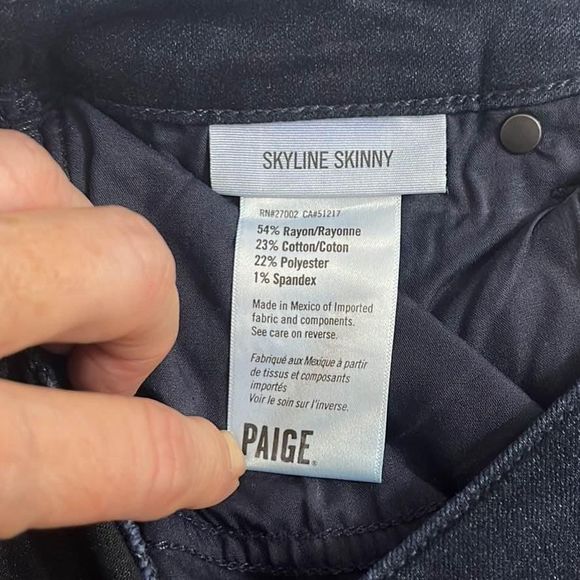 SKYLINE SKINNY
RN#27002 CA#51217
54% Rayon/Rayonne
23% Cotton/Coton
22% Polyester
1% Spandex
Made in Mexico of Imported
fabric and components.
See care on reverse.
Fabriqué aux Mexique à partir
de tissus et composants
importés
Voir le soin sur l'inverse.
PAIGE®